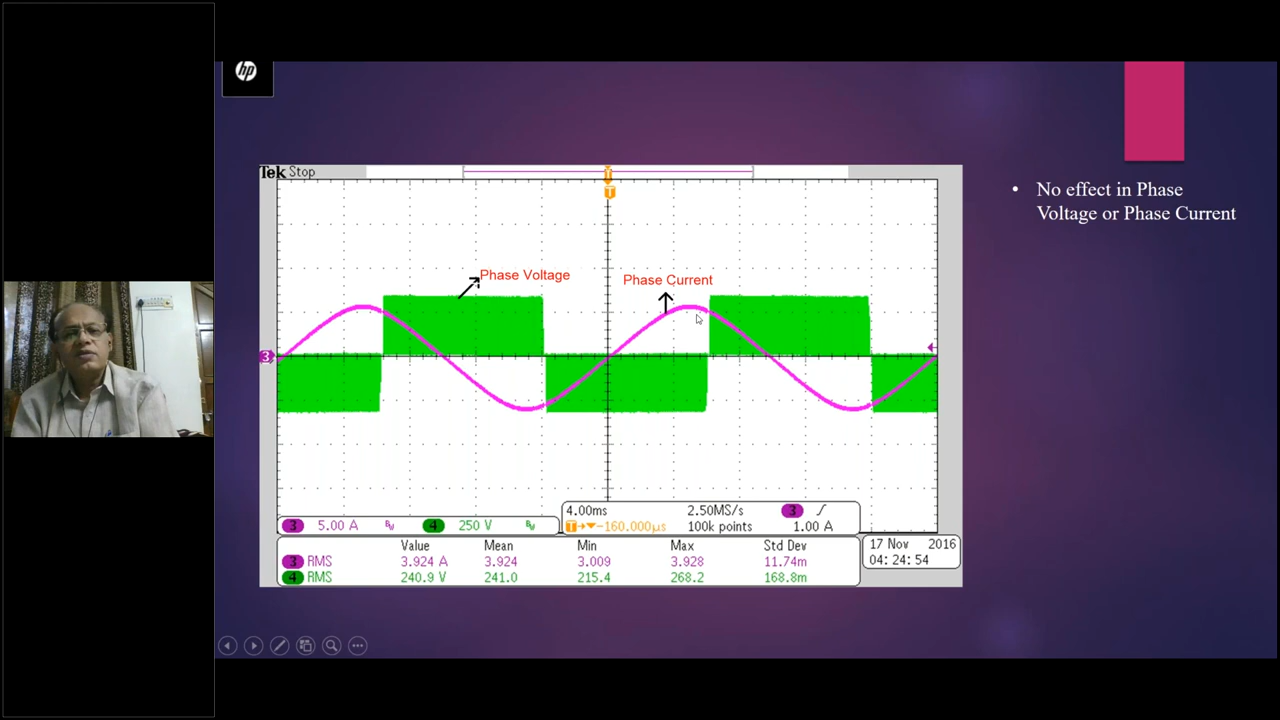 hp
Tek Stop
T
T
Phase Voltage
Phase Current
3
3 5.00 A BW
4 250 V BW
4.00ms 2.50MS/s 3
T→▼-160.000µs 100k points 1.00 A
Value Mean Min Max Std Dev
3 RMS 3.924 A 3.924 3.009 3.928 11.74m
4 RMS 240.9 V 241.0 215.4 268.2 168.8m
17 Nov 2016
04:24:54
• No effect in Phase
Voltage or Phase Current